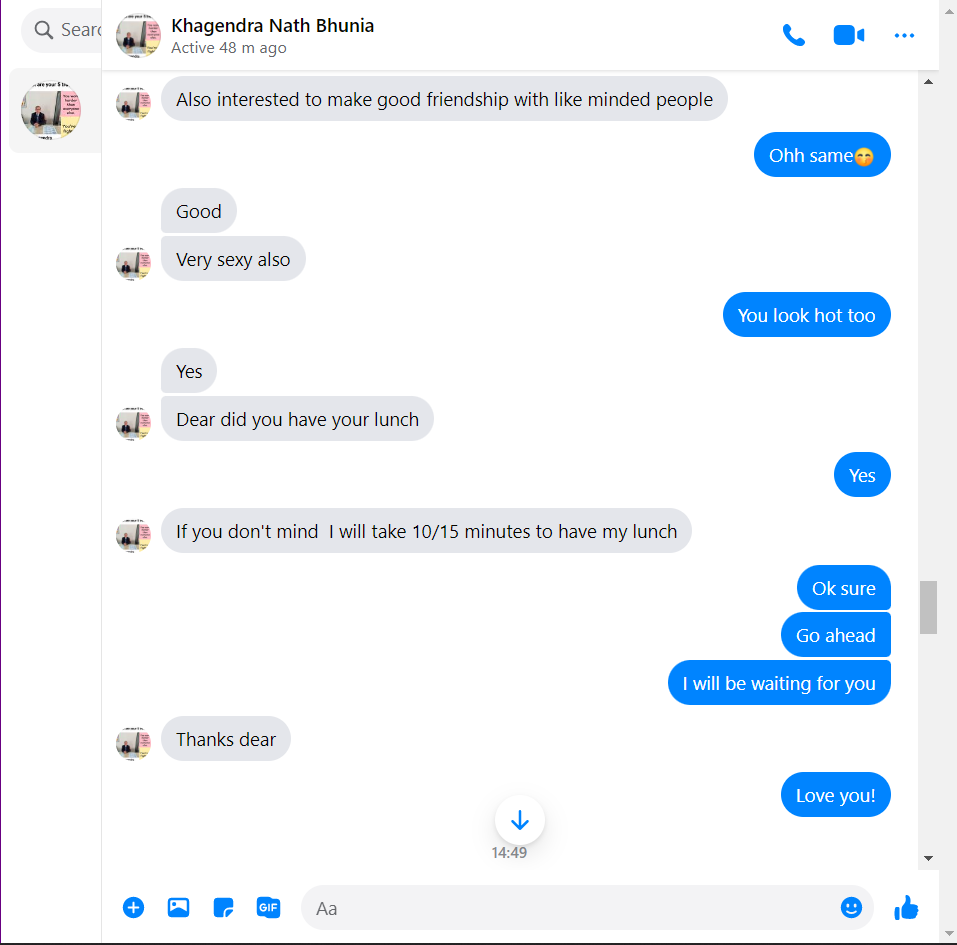 Searc
Khagendra Nath Bhunia
Active 48 m ago
Also interested to make good friendship with like minded people
Ohh same🤭
Good
Very sexy also
You look hot too
Yes
Dear did you have your lunch
Yes
If you don't mind  I will take 10/15 minutes to have my lunch
Ok sure
Go ahead
I will be waiting for you
Thanks dear
Love you!
14:49
GIF
Aa